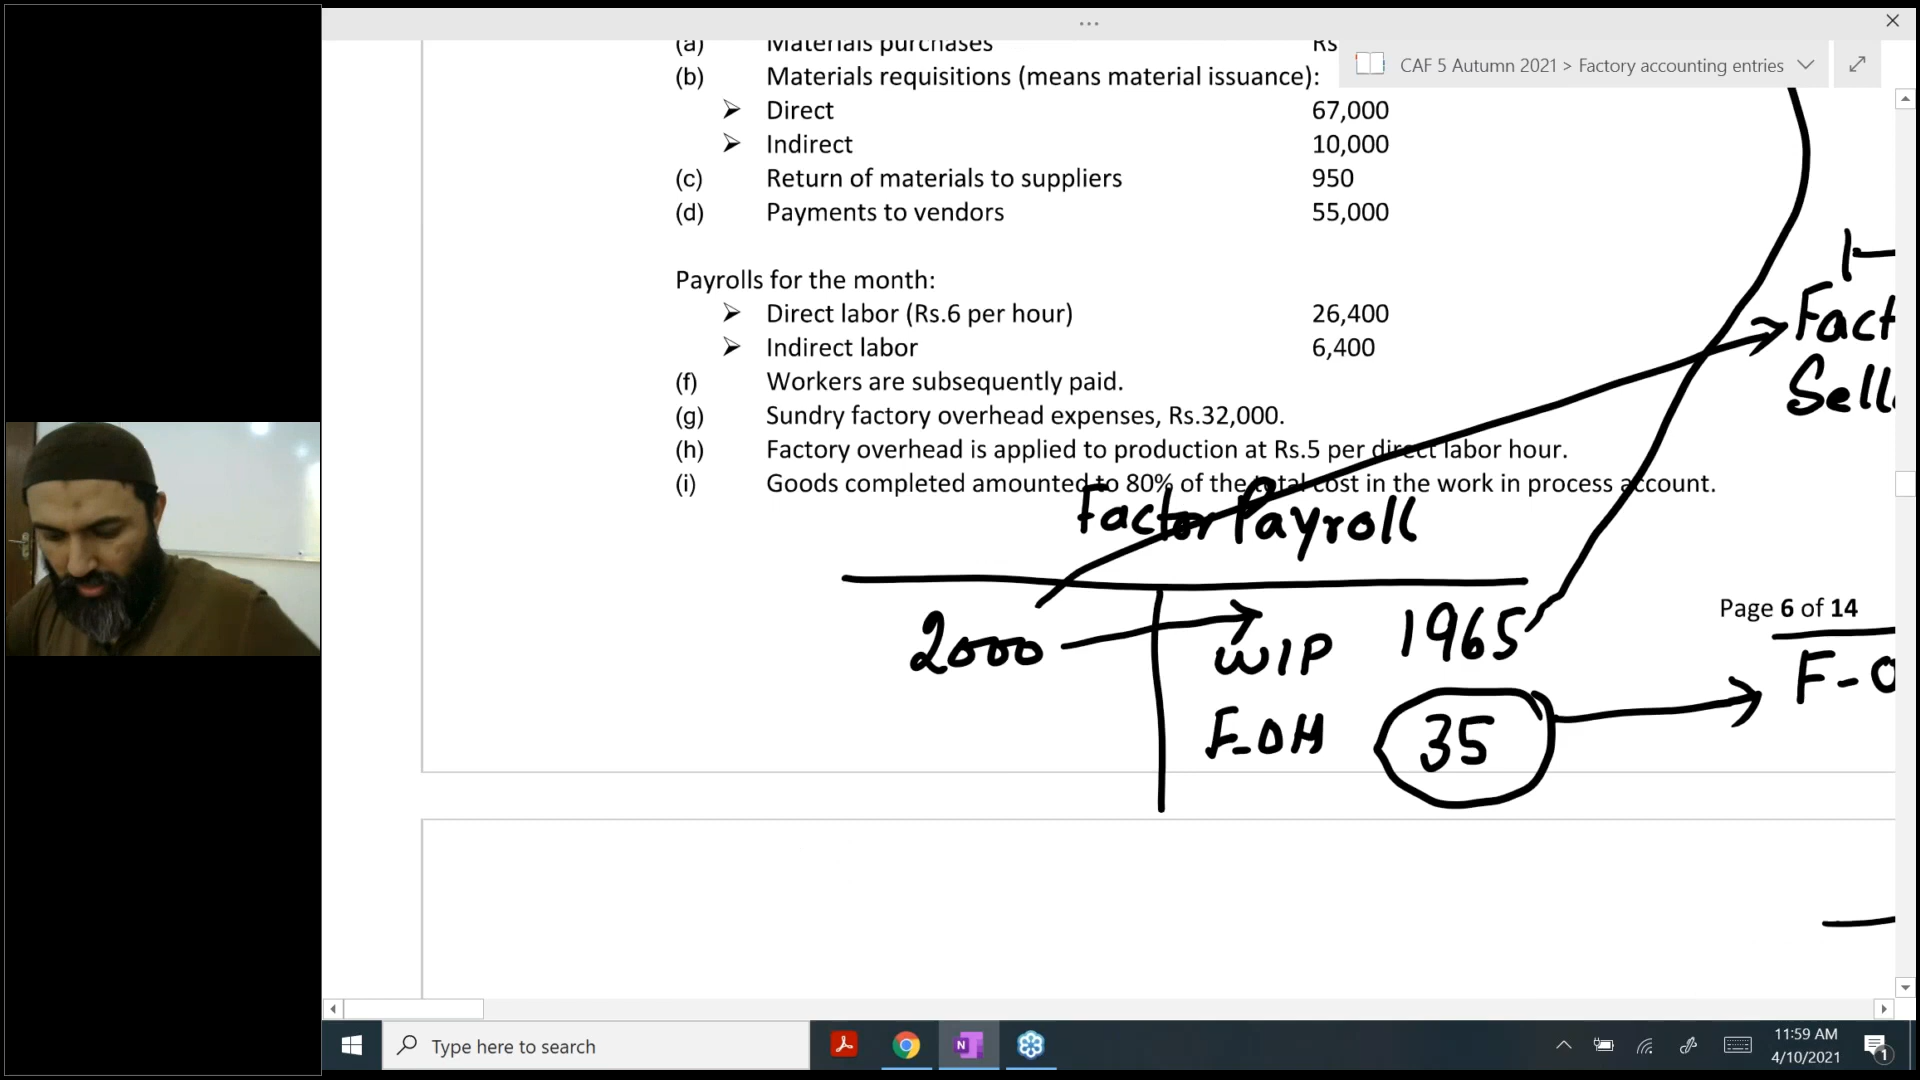 (a) Materials purchases Rs
CAF 5 Autumn 2021 > Factory accounting entries
(b) Materials requisitions (means material issuance):
➢ Direct 67,000
➢ Indirect 10,000
(c) Return of materials to suppliers 950
(d) Payments to vendors 55,000
Payrolls for the month:
➢ Direct labor (Rs.6 per hour) 26,400
➢ Indirect labor 6,400
(f) Workers are subsequently paid.
(g) Sundry factory overhead expenses, Rs.32,000.
(h) Factory overhead is applied to production at Rs.5 per direct labor hour.
(i) Goods completed amounted to 80% of the total cost in the work in process account.
Fact
Sell
Factor Payroll
2000 WIP 1965
F-OH 35
Page 6 of 14
F-O
Type here to search
11:59 AM
4/10/2021
1